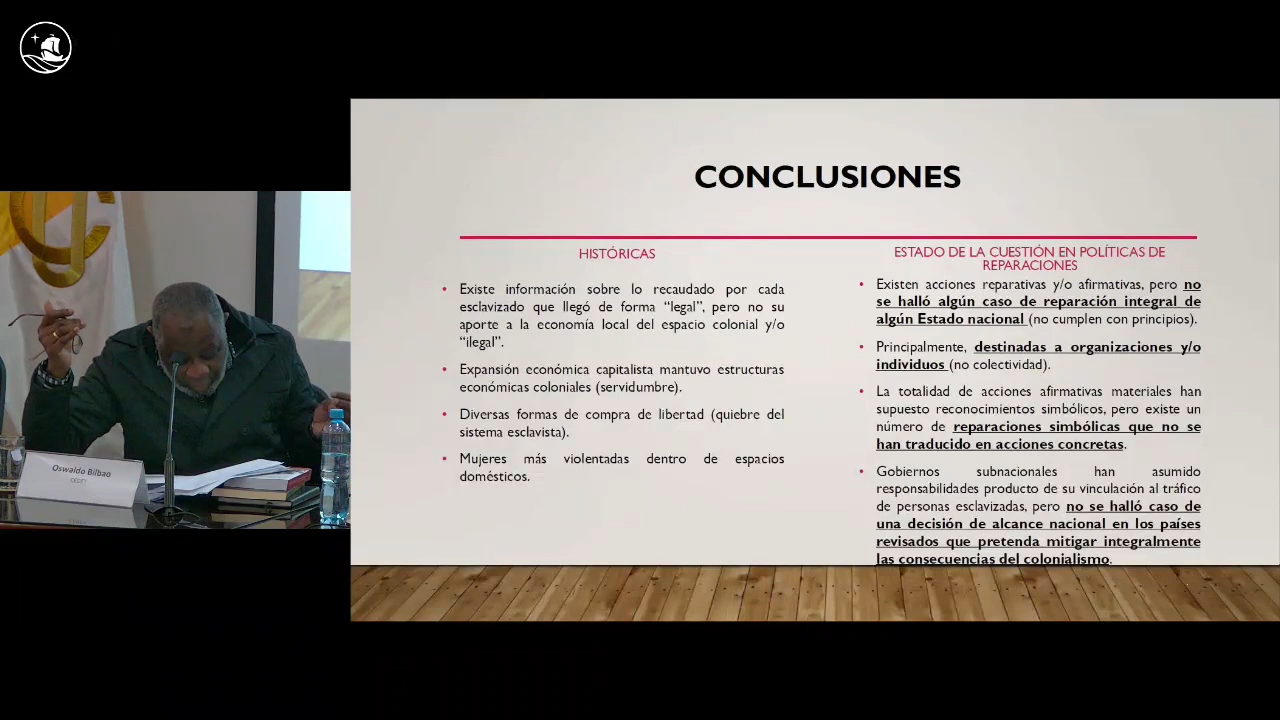 CONCLUSIONES
HISTÓRICAS
• Existe información sobre lo recaudado por cada
esclavizado que llegó de forma “legal”, pero no su
aporte a la economía local del espacio colonial y/o
“ilegal”.
• Expansión económica capitalista mantuvo estructuras
económicas coloniales (servidumbre).
• Diversas formas de compra de libertad (quiebre del
sistema esclavista).
• Mujeres más violentadas dentro de espacios
domésticos.
ESTADO DE LA CUESTIÓN EN POLÍTICAS DE
REPARACIONES
• Existen acciones reparativas y/o afirmativas, pero no
se halló algún caso de reparación integral de
algún Estado nacional (no cumplen con principios).
• Principalmente, destinadas a organizaciones y/o
individuos (no colectividad).
• La totalidad de acciones afirmativas materiales han
supuesto reconocimientos simbólicos, pero existe un
número de reparaciones simbólicas que no se
han traducido en acciones concretas.
• Gobiernos subnacionales han asumido
responsabilidades producto de su vinculación al tráfico
de personas esclavizadas, pero no se halló caso de
una decisión de alcance nacional en los países
revisados que pretenda mitigar integralmente
las consecuencias del colonialismo.
Oswaldo Bilbao